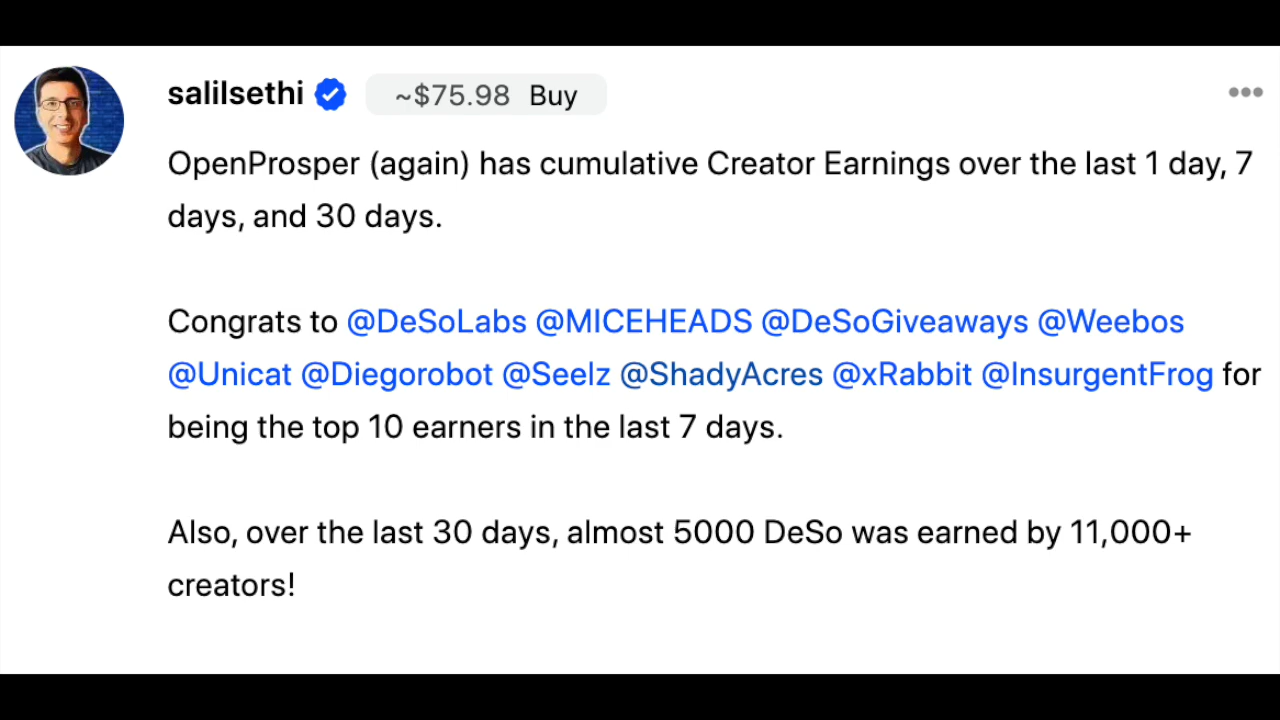 salilsethi ~$75.98 Buy
OpenProsper (again) has cumulative Creator Earnings over the last 1 day, 7
days, and 30 days.
Congrats to @DeSoLabs @MICEHEADS @DeSoGiveaways @Weebos
@Unicat @Diegorobot @Seelz @ShadyAcres @xRabbit @InsurgentFrog for
being the top 10 earners in the last 7 days.
Also, over the last 30 days, almost 5000 DeSo was earned by 11,000+
creators!